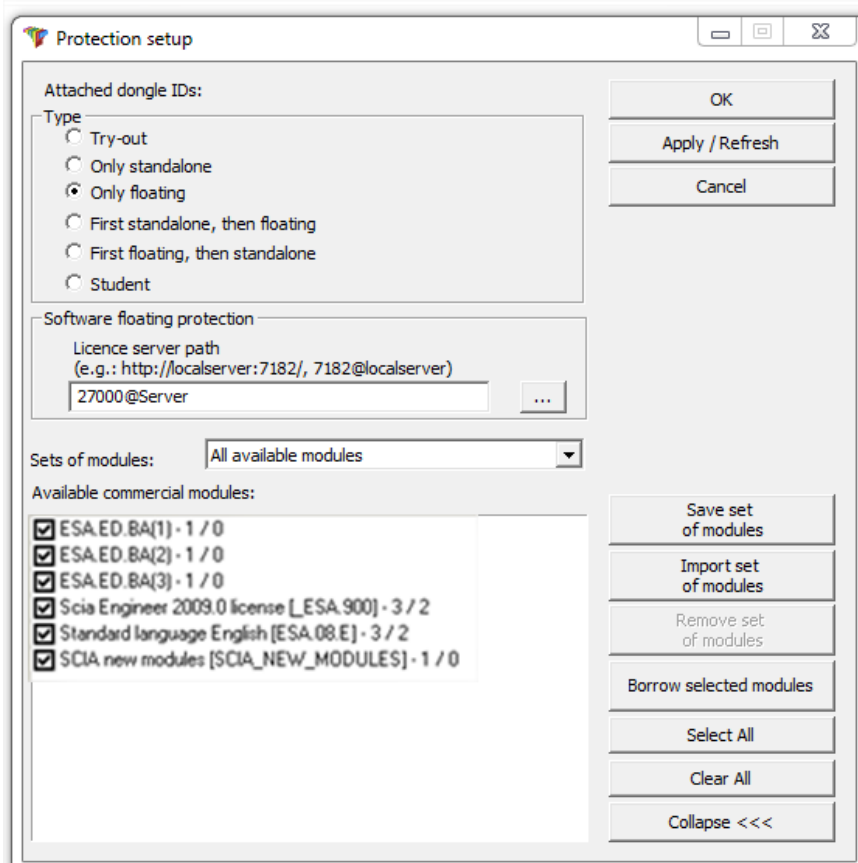 Protection setup
Attached dongle IDs:
Type
Try-out
Only standalone
Only floating
First standalone, then floating
First floating, then standalone
Student
Software floating protection
Licence server path
(e.g.: http://localserver:7182/, 7182@localserver)
27000@Server
...
Sets of modules:
All available modules
Available commercial modules:
ESA.ED.BA(1) - 1 / 0
ESA.ED.BA(2) - 1 / 0
ESA.ED.BA(3) - 1 / 0
Scia Engineer 2009.0 license [_ESA.900] - 3 / 2
Standard language English [ESA.08.E] - 3 / 2
SCIA new modules [SCIA_NEW_MODULES] - 1 / 0
OK
Apply / Refresh
Cancel
Save set
of modules
Import set
of modules
Remove set
of modules
Borrow selected modules
Select All
Clear All
Collapse <<<